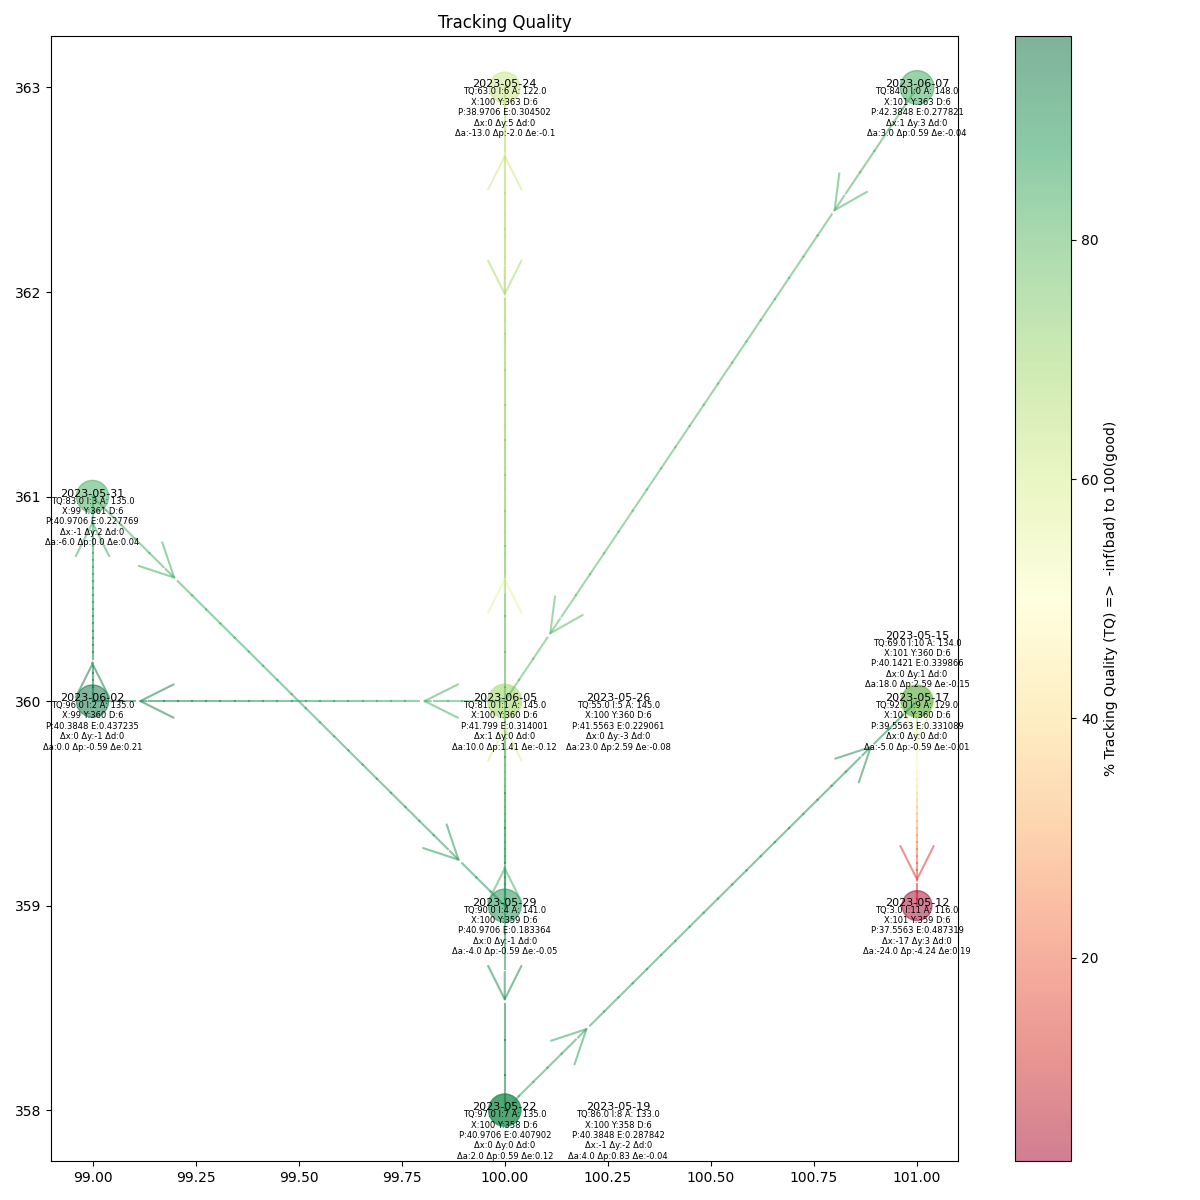 Tracking Quality
363
362
361
360
359
358
99.00
99.25
99.50
99.75
100.00
100.25
100.50
100.75
101.00
2023-05-24
TQ:63.0 I:6 A: 122.0
X:100 Y:363 D:6
P:38.9706 E:0.304502
Δx:0 Δy:5 Δd:0
Δa:-13.0 Δp:-2.0 Δe:-0.1
2023-06-07
TQ:84.0 I:0 A: 148.0
X:101 Y:363 D:6
P:42.3848 E:0.277821
Δx:1 Δy:3 Δd:0
Δa:3.0 Δp:0.59 Δe:-0.04
2023-05-31
TQ:83.0 I:3 A: 135.0
X:99 Y:361 D:6
P:40.9706 E:0.227769
Δx:-1 Δy:2 Δd:0
Δa:-6.0 Δp:0.0 Δe:0.04
2023-06-02
TQ:96.0 I:2 A: 135.0
X:99 Y:360 D:6
P:40.3848 E:0.437235
Δx:0 Δy:-1 Δd:0
Δa:0.0 Δp:-0.59 Δe:0.21
2023-06-05
TQ:81.0 I:1 A: 145.0
X:100 Y:360 D:6
P:41.799 E:0.314001
Δx:1 Δy:0 Δd:0
Δa:10.0 Δp:1.41 Δe:-0.12
2023-05-26
TQ:55.0 I:5 A: 145.0
X:100 Y:360 D:6
P:41.5563 E:0.229061
Δx:0 Δy:-3 Δd:0
Δa:23.0 Δp:2.59 Δe:-0.08
2023-05-15
TQ:69.0 I:10 A: 134.0
X:101 Y:360 D:6
P:40.1421 E:0.339866
Δx:0 Δy:1 Δd:0
Δa:18.0 Δp:2.59 Δe:-0.15
2023-05-17
TQ:92.0 I:9 A: 129.0
X:101 Y:360 D:6
P:39.5563 E:0.331089
Δx:0 Δy:0 Δd:0
Δa:-5.0 Δp:-0.59 Δe:-0.01
2023-05-29
TQ:90.0 I:4 A: 141.0
X:100 Y:359 D:6
P:40.9706 E:0.183364
Δx:0 Δy:-1 Δd:0
Δa:-4.0 Δp:-0.59 Δe:-0.05
2023-05-12
TQ:3.0 I:11 A: 116.0
X:101 Y:359 D:6
P:37.5563 E:0.487319
Δx:-17 Δy:3 Δd:0
Δa:-24.0 Δp:-4.24 Δe:0.19
2023-05-22
TQ:97.0 I:7 A: 135.0
X:100 Y:358 D:6
P:40.9706 E:0.407902
Δx:0 Δy:0 Δd:0
Δa:2.0 Δp:0.59 Δe:0.12
2023-05-19
TQ:86.0 I:8 A: 133.0
X:100 Y:358 D:6
P:40.3848 E:0.287842
Δx:-1 Δy:-2 Δd:0
Δa:4.0 Δp:0.83 Δe:-0.04
80
60
40
20
% Tracking Quality (TQ) => -inf(bad) to 100(good)